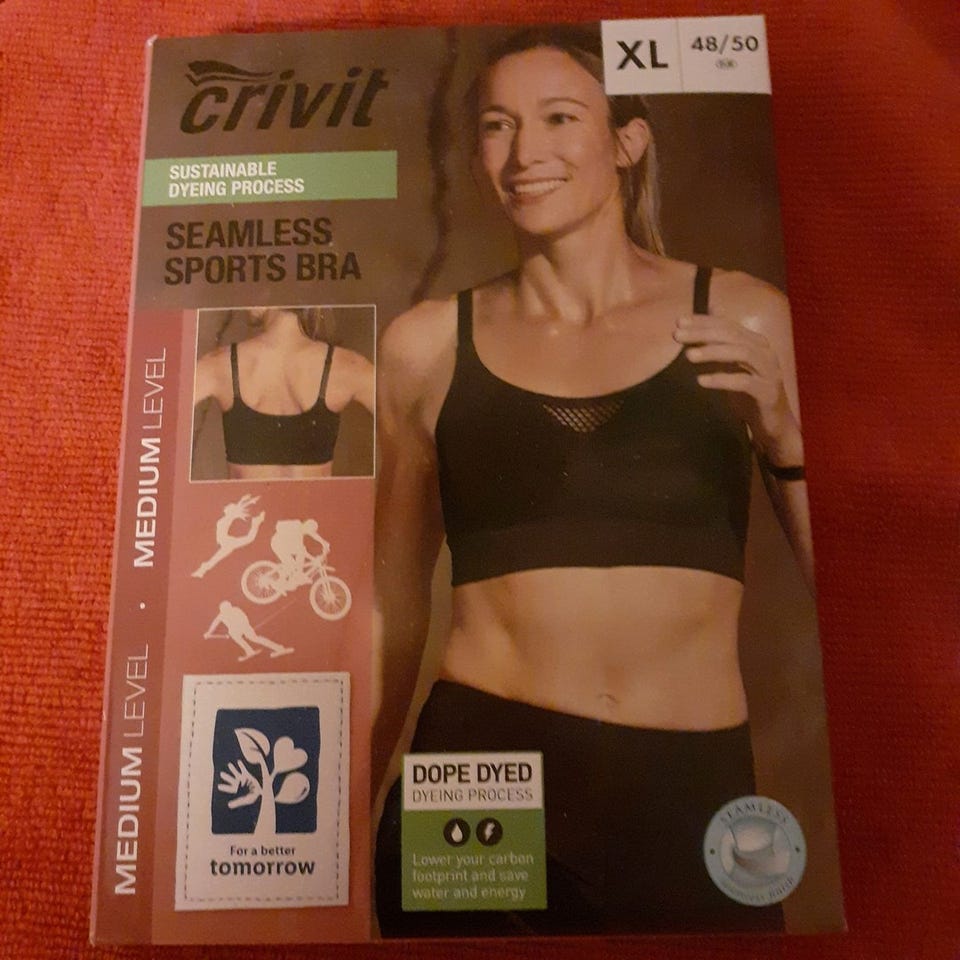 crivit
XL
48/50
SUSTAINABLE
DYEING PROCESS
SEAMLESS
SPORTS BRA
MEDIUM LEVEL • MEDIUM LEVEL
For a better
tomorrow
DOPE DYED
DYEING PROCESS
Lower your carbon
footprint and save
water and energy
SEAMLESS